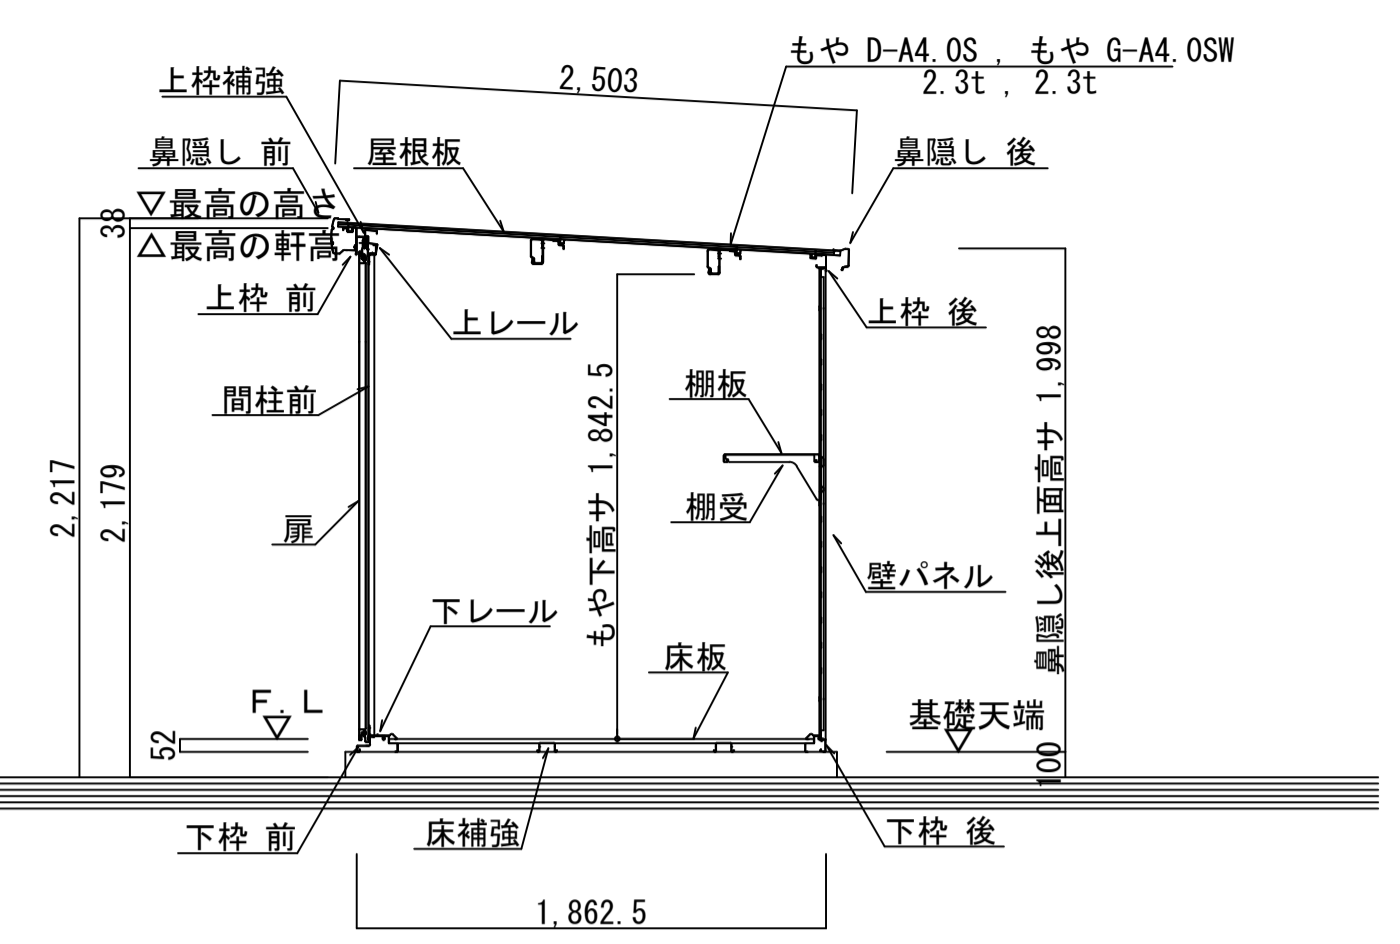 もや D-A4.0S , もや G-A4.0SW
2.3t , 2.3t
上枠補強
2,503
鼻隠し 前
屋根板
鼻隠し 後
38
▽最高の高さ
△最高の軒高
上枠 前
上レール
上枠 後
間柱前
棚板
もや下高サ 1,842.5
鼻隠し後上面高サ 1,998
2,217
2,179
棚受
扉
壁パネル
下レール
床板
F.L
基礎天端
52
100
下枠 前
床補強
下枠 後
1,862.5